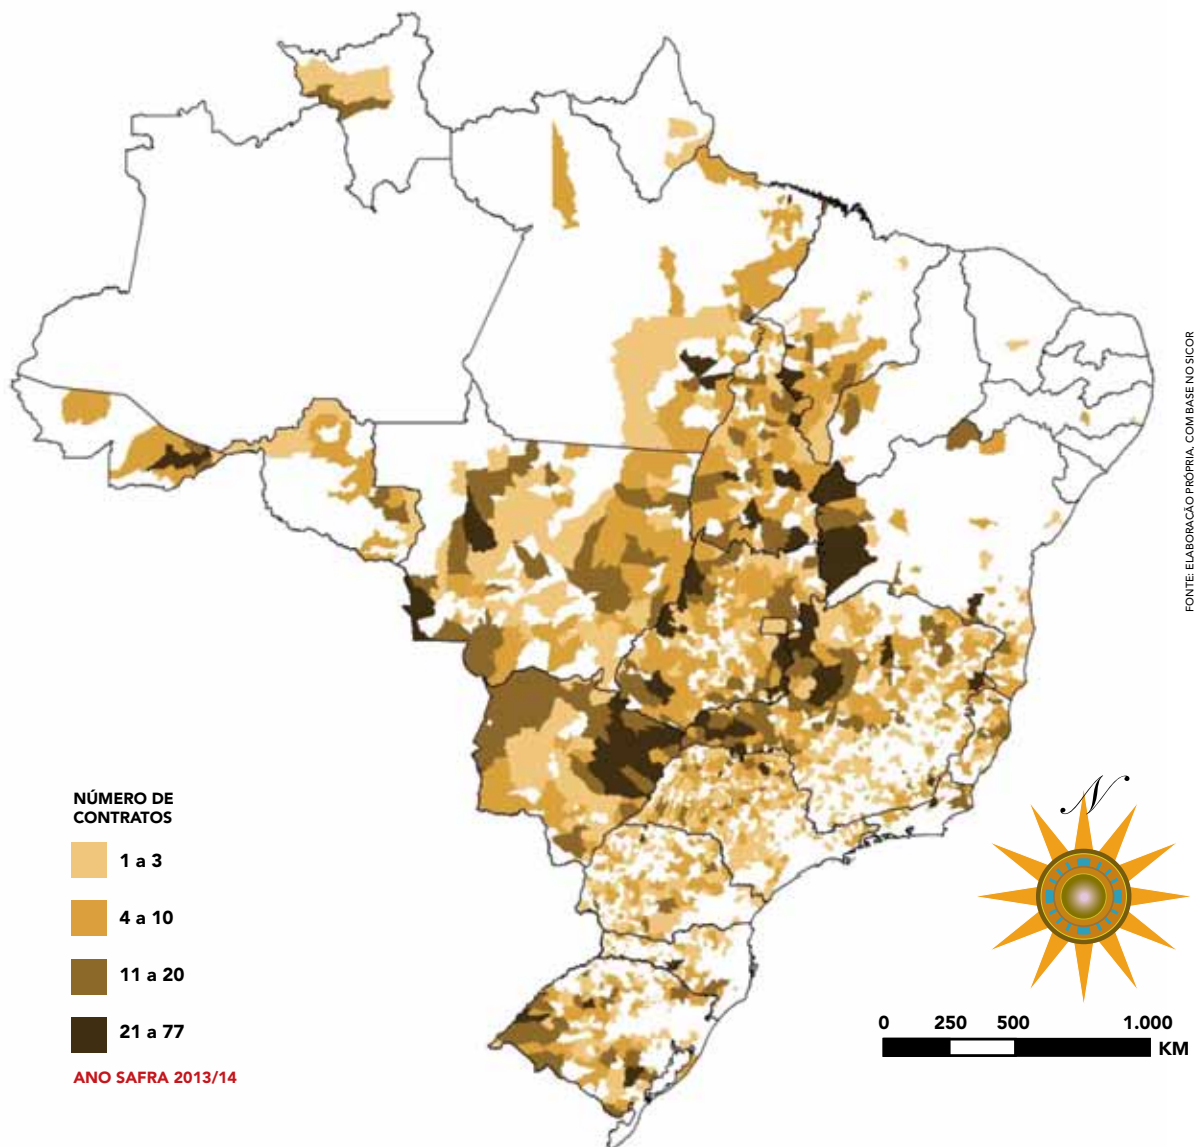 FONTE: ELABORAÇÃO PRÓPRIA, COM BASE NO SICOR
NÚMERO DE
CONTRATOS
1 a 3
4 a 10
11 a 20
21 a 77
ANO SAFRA 2013/14
N
0 250 500 1.000
KM